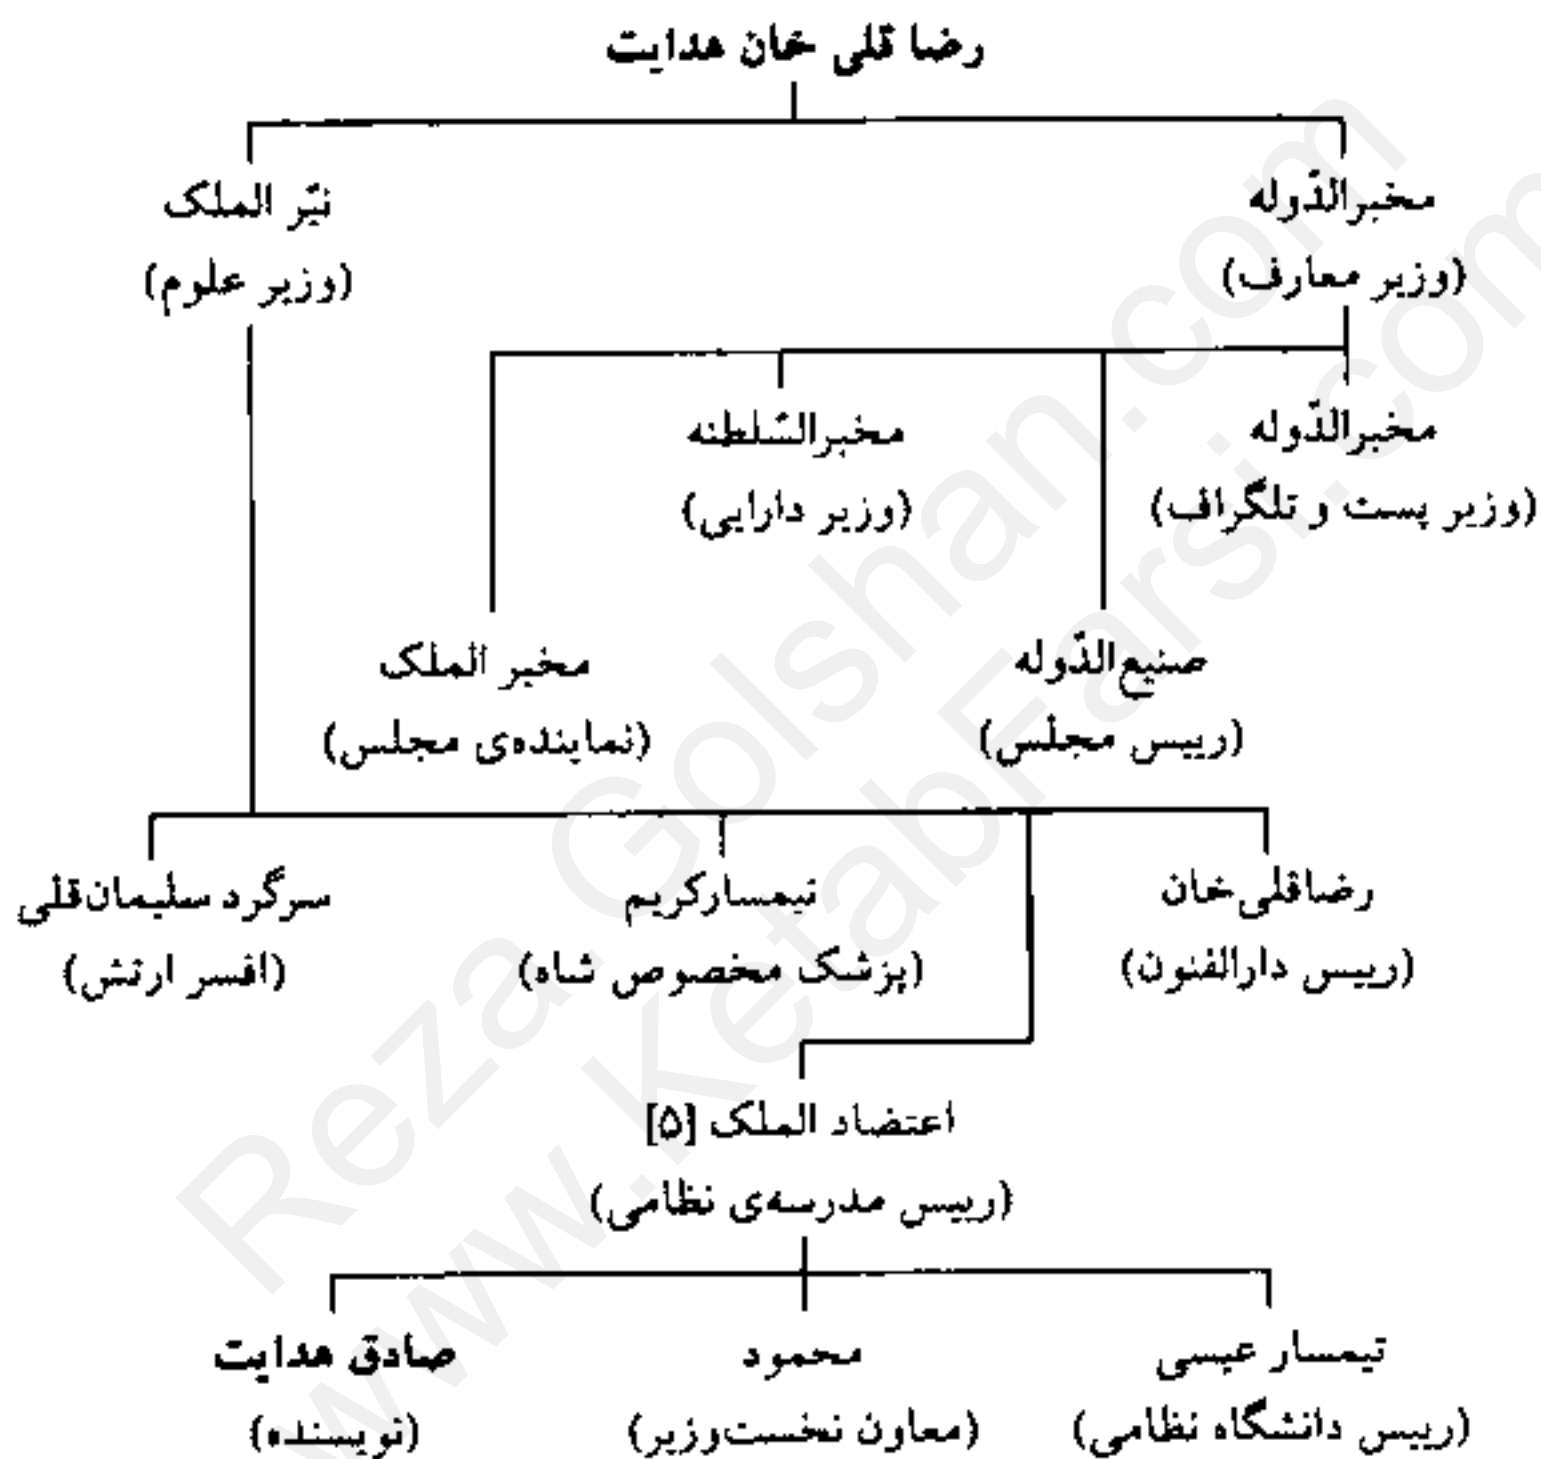 رضا قلی خان هدایت
مخبرالدّوله
(وزیر معارف)
نیّر الملک
(وزیر علوم)
مخبرالدّوله
(وزیر پست و تلگراف)
مخبرالسّلطنه
(وزیر دارایی)
صنیع‌الدّوله
(رییس مجلس)
مخبر الملک
(نماینده‌ی مجلس)
رضاقلی‌خان
(رییس دارالفنون)
تیمسارکریم
(پزشک مخصوص شاه)
سرگرد سلیمان‌قلی
(افسر ارتش)
اعتضاد الملک [۵]
(رییس مدرسه‌ی نظامی)
تیمسار عیسی
(رییس دانشگاه نظامی)
محمود
(معاون نخست‌وزیر)
صادق هدایت
(نویسنده)
Reza Golshan.com
www.KetabFarsi.com